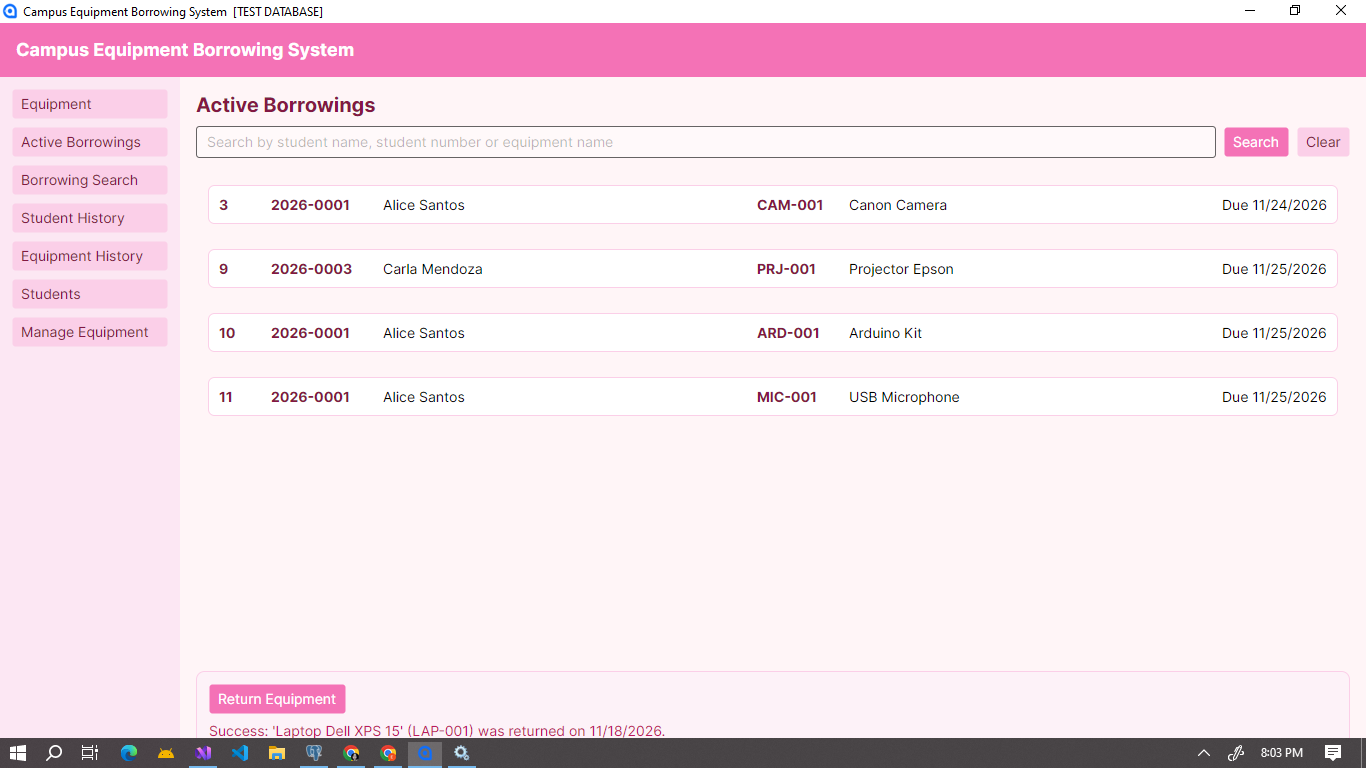 Campus Equipment Borrowing System [TEST DATABASE]
Campus Equipment Borrowing System
Equipment
Active Borrowings
Borrowing Search
Student History
Equipment History
Students
Manage Equipment
Active Borrowings
Search by student name, student number or equipment name
Search
Clear
3 2026-0001 Alice Santos CAM-001 Canon Camera Due 11/24/2026
9 2026-0003 Carla Mendoza PRJ-001 Projector Epson Due 11/25/2026
10 2026-0001 Alice Santos ARD-001 Arduino Kit Due 11/25/2026
11 2026-0001 Alice Santos MIC-001 USB Microphone Due 11/25/2026
Return Equipment
Success: 'Laptop Dell XPS 15' (LAP-001) was returned on 11/18/2026.
8:03 PM